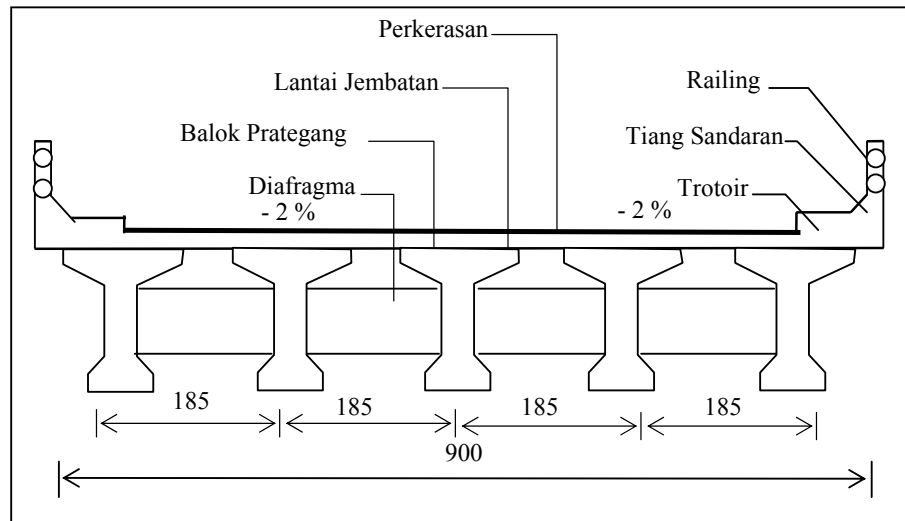 Perkerasan
Lantai Jembatan
Railing
Balok Prategang
Tiang Sandaran
Diafragma
Trotoir
- 2 %
- 2 %
185
185
185
185
900